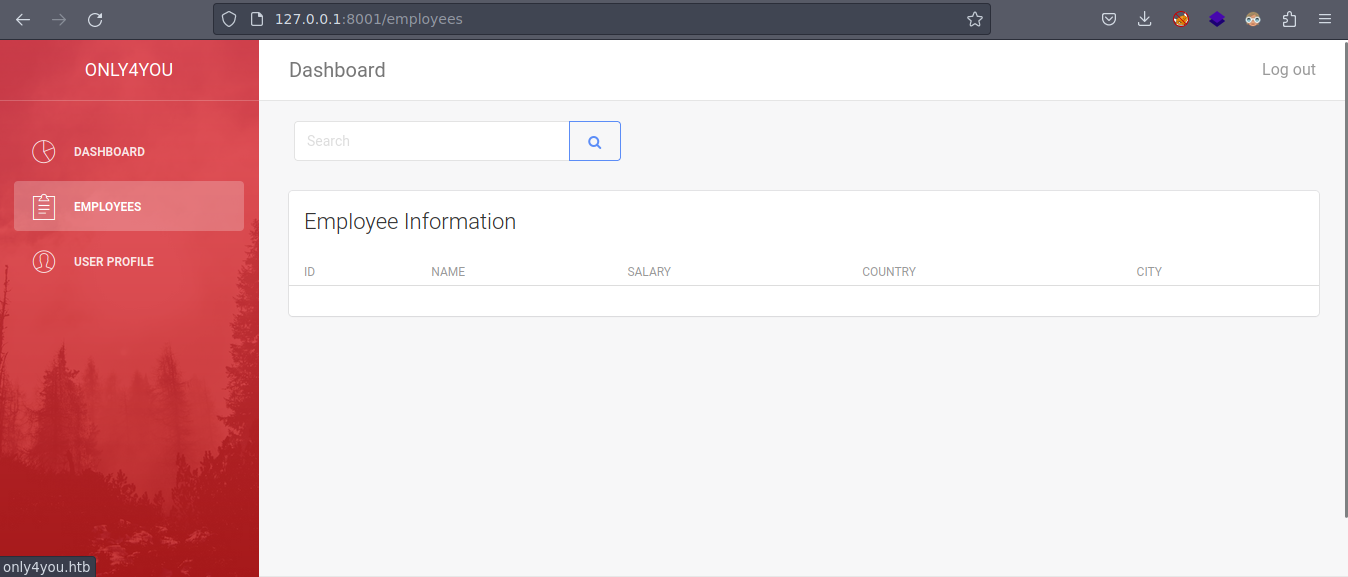 127.0.0.1:8001/employees
ONLY4YOU
Dashboard
Log out
DASHBOARD
EMPLOYEES
USER PROFILE
Search
Employee Information
ID NAME SALARY COUNTRY CITY
only4you.htb